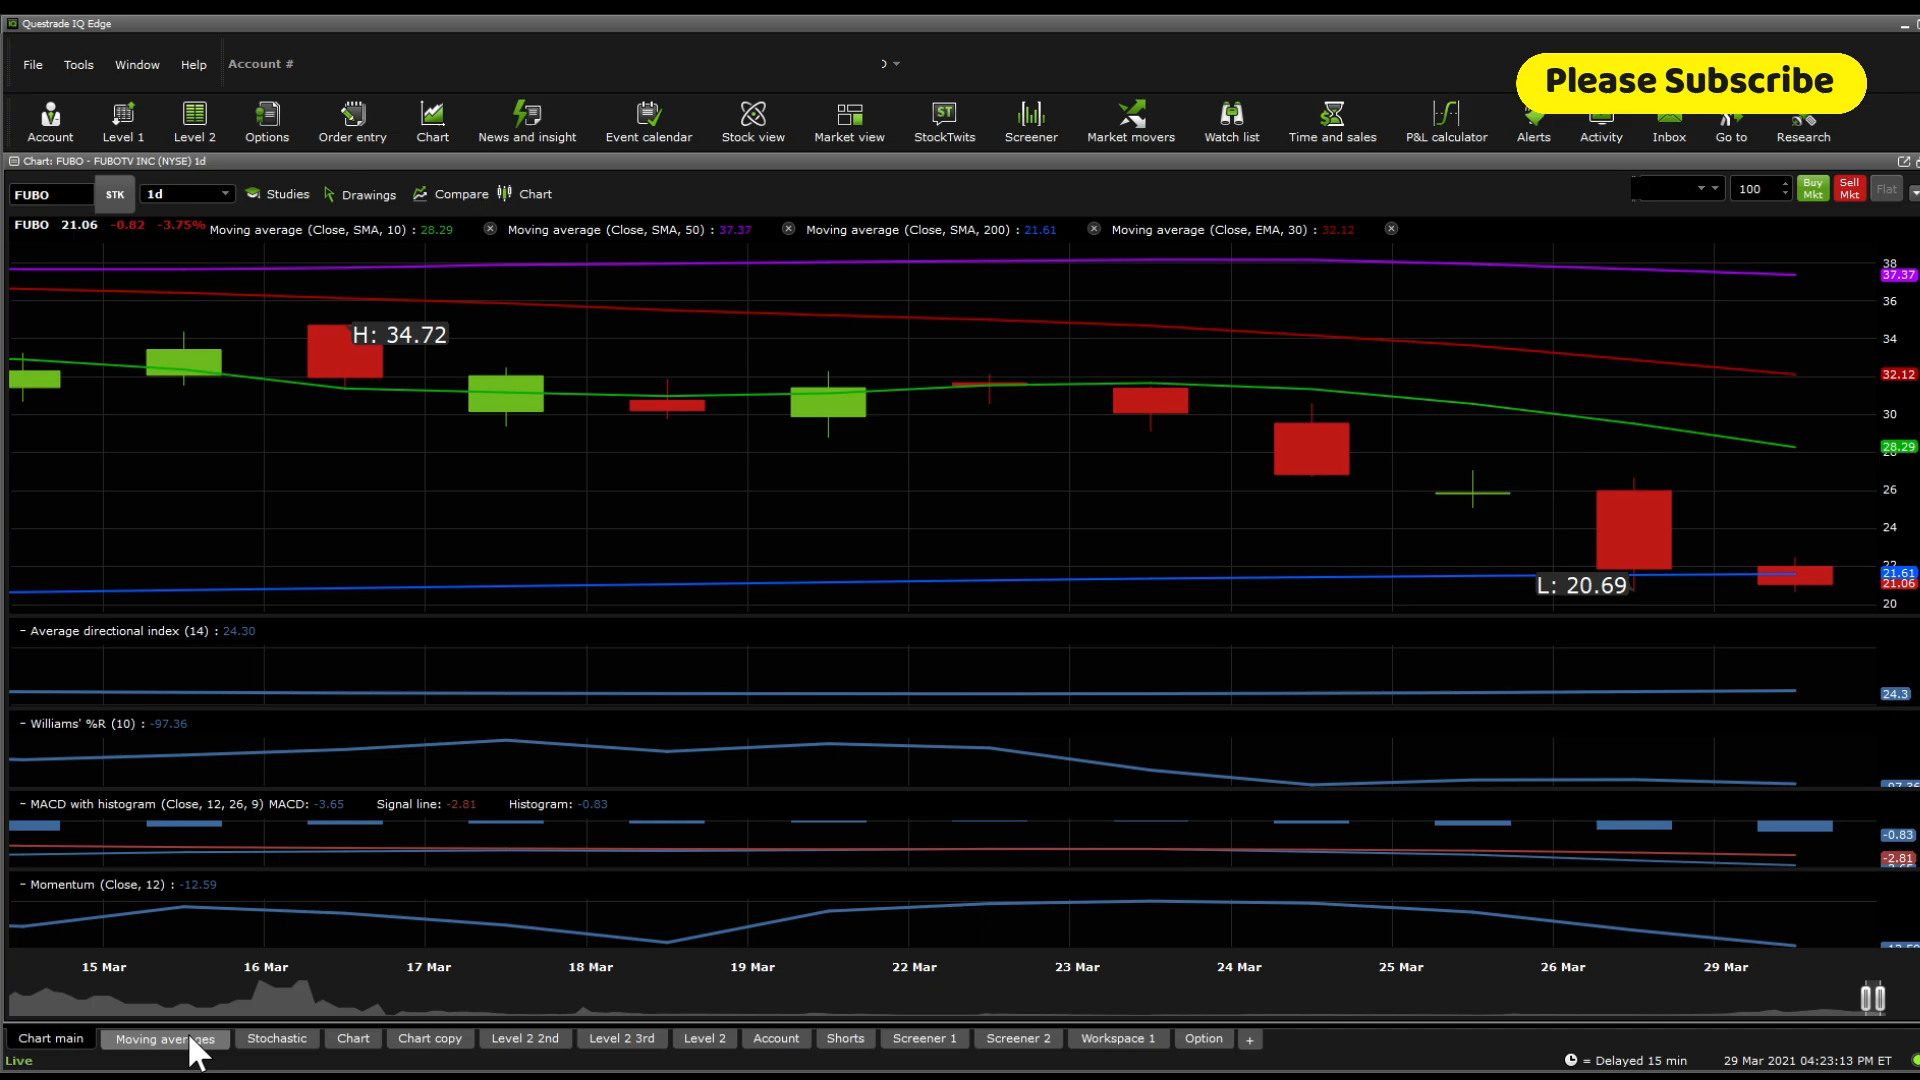 Questrade IQ Edge
File Tools Window Help Account #
Please Subscribe
Account Level 1 Level 2 Options Order entry Chart News and insight Event calendar Stock view Market view StockTwits Screener Market movers Watch list Time and sales P&L calculator Alerts Activity Inbox Go to Research
Chart: FUBO - FUBOTV INC (NYSE) 1d
FUBO STK 1d Studies Drawings Compare Chart 100 Buy Mkt Sell Mkt Flat
FUBO 21.06 -0.82 -3.75% Moving average (Close, SMA, 10) : 28.29 Moving average (Close, SMA, 50) : 37.37 Moving average (Close, SMA, 200) : 21.61 Moving average (Close, EMA, 30) : 32.12
38
37.37
36
34
H: 34.72
32.12
30
28.29
28
26
24
22
21.61
21.06
L: 20.69
20
- Average directional index (14) : 24.30
24.3
- Williams' %R (10) : -97.36
-97.36
- MACD with histogram (Close, 12, 26, 9) MACD: -3.65 Signal line: -2.81 Histogram: -0.83
-0.83
-2.81
-3.65
- Momentum (Close, 12) : -12.59
-12.59
15 Mar 16 Mar 17 Mar 18 Mar 19 Mar 22 Mar 23 Mar 24 Mar 25 Mar 26 Mar 29 Mar
Chart main Moving averages Stochastic Chart Chart copy Level 2 2nd Level 2 3rd Level 2 Account Shorts Screener 1 Screener 2 Workspace 1 Option +
Live = Delayed 15 min 29 Mar 2021 04:23:13 PM ET